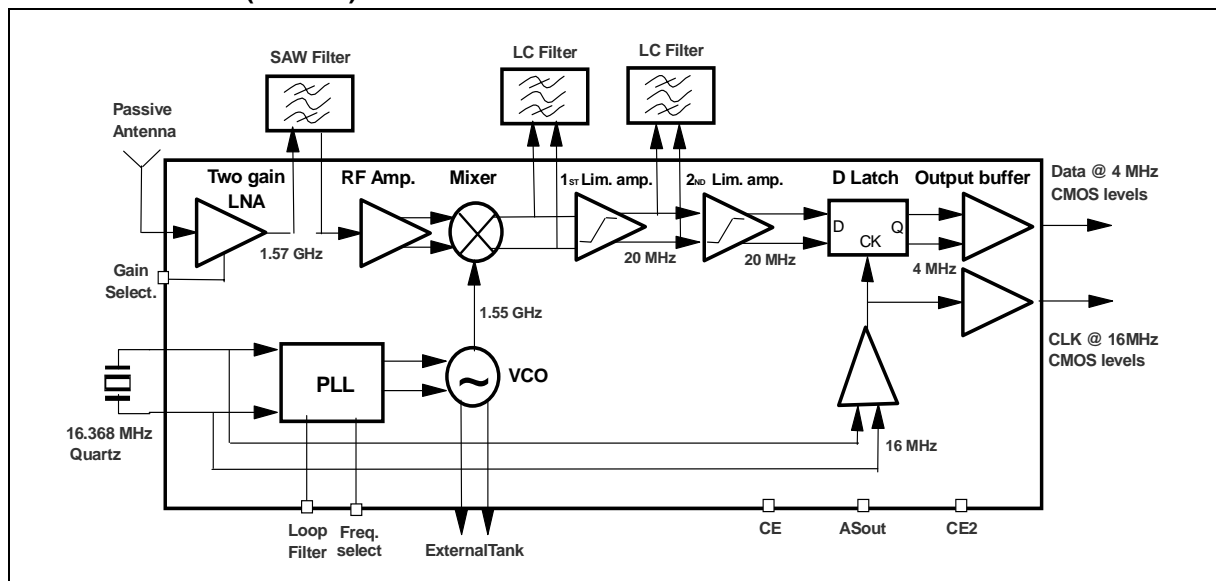 SAW Filter
LC Filter
LC Filter
Passive
Antenna
Two gain
LNA
RF Amp.
Mixer
1ST Lim. amp.
2ND Lim. amp.
D Latch
Output buffer
Data @ 4 MHz
CMOS levels
D
Q
CK
1.57 GHz
20 MHz
20 MHz
4 MHz
Gain
Select.
1.55 GHz
CLK @ 16MHz
CMOS levels
PLL
~
VCO
16.368 MHz
Quartz
16 MHz
Loop
Filter
Freq.
select
ExternalTank
CE
ASout
CE2